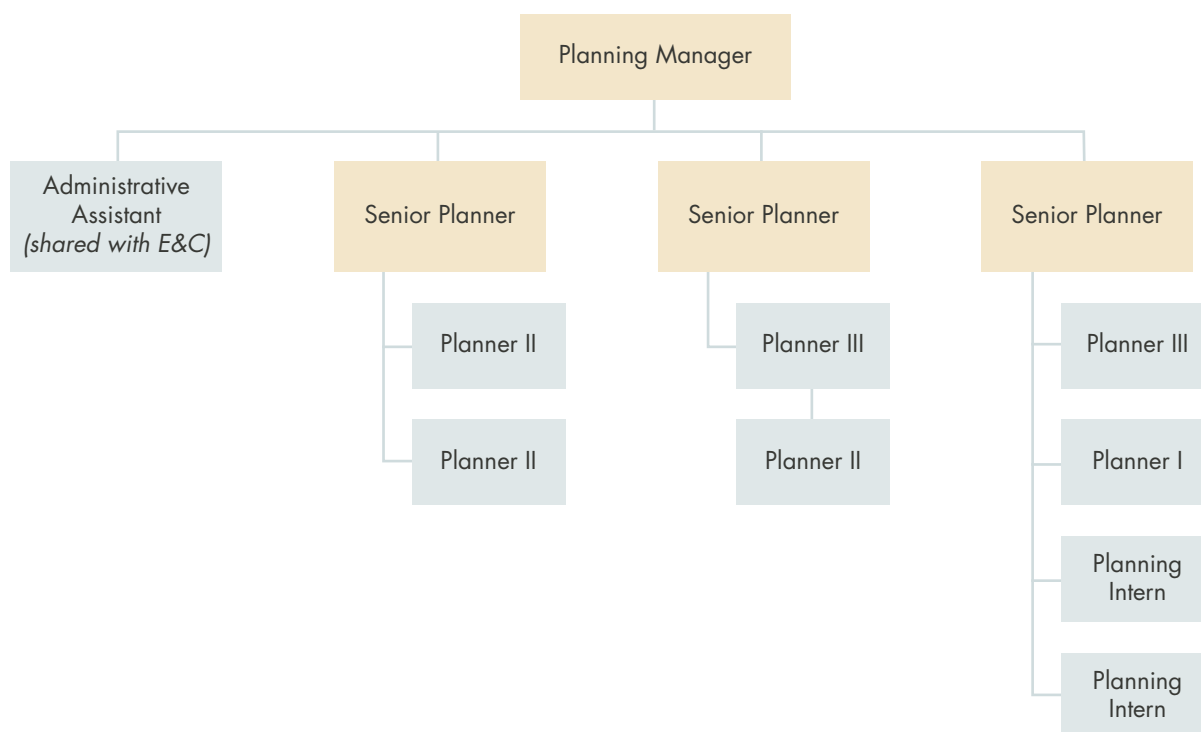 Planning Manager
Administrative
Assistant
(shared with E&C)
Senior Planner
Senior Planner
Senior Planner
Planner II
Planner III
Planner III
Planner II
Planner II
Planner I
Planning
Intern
Planning
Intern